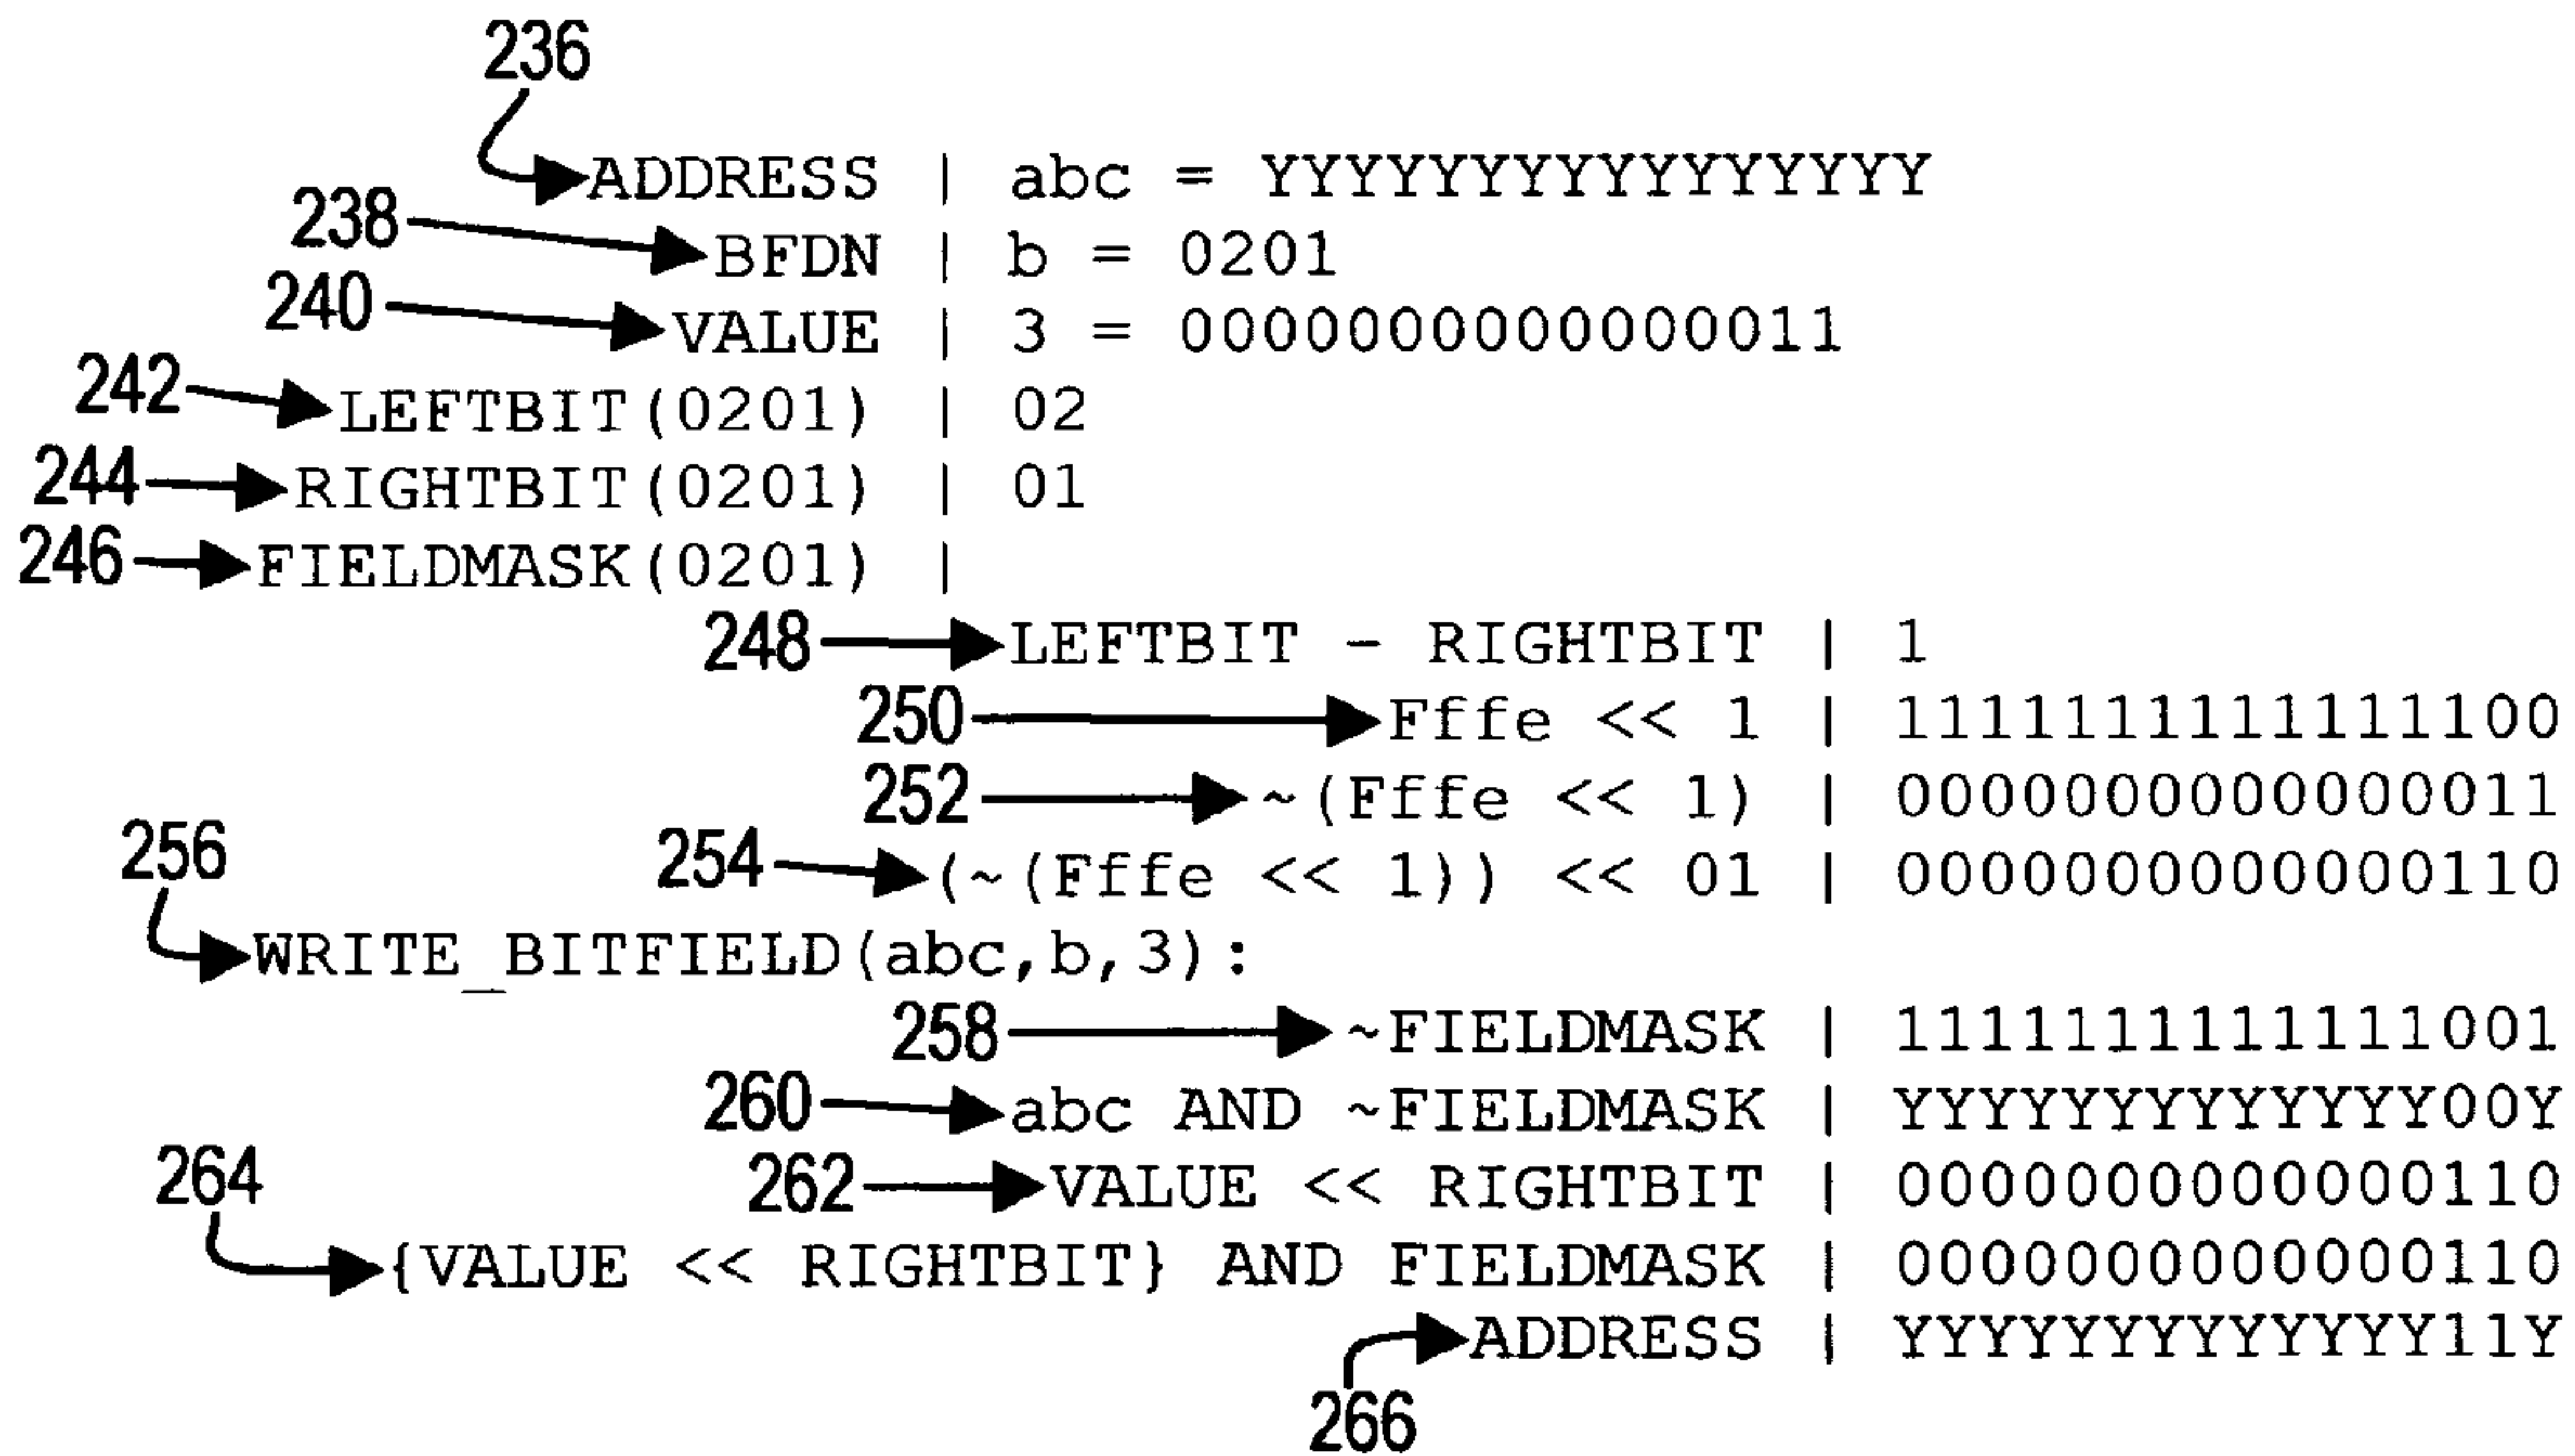 236
ADDRESS | abc = YYYYYYYYYYYYYYYY
238 BFDN | b = 0201
240 VALUE | 3 = 0000000000000011
242 LEFTBIT(0201) | 02
244 RIGHTBIT(0201) | 01
246 FIELDMASK(0201) |
248 LEFTBIT - RIGHTBIT | 1
250 Fffe << 1 | 1111111111111100
252 ~(Fffe << 1) | 0000000000000011
256
254 (~(Fffe << 1)) << 01 | 0000000000000110
WRITE_BITFIELD(abc,b,3):
258 ~FIELDMASK | 1111111111111001
260 abc AND ~FIELDMASK | YYYYYYYYYYYYY00Y
262 VALUE << RIGHTBIT | 0000000000000110
264
{VALUE << RIGHTBIT} AND FIELDMASK | 0000000000000110
ADDRESS | YYYYYYYYYYYYY11Y
266